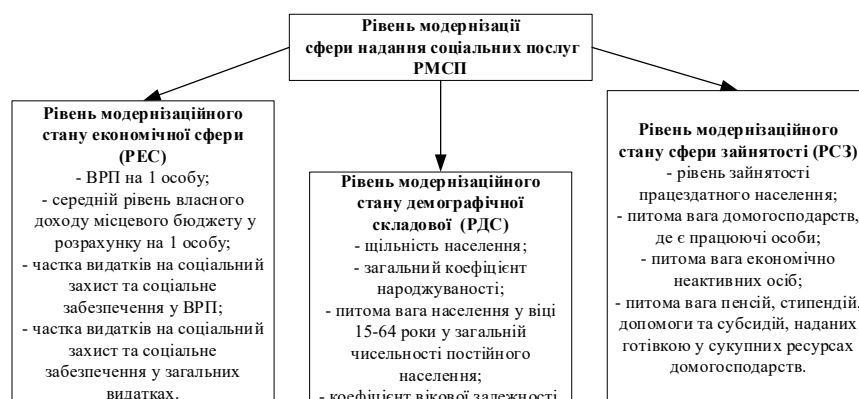 Рівень модернізації
сфери надання соціальних послуг
РМСП
Рівень модернізаційного
стану економічної сфери
(РЕС)
- ВРП на 1 особу;
- середній рівень власного
доходу місцевого бюджету у
розрахунку на 1 особу;
- частка видатків на соціальний
захист та соціальне
забезпечення у ВРП;
- частка видатків на соціальний
захист та соціальне
забезпечення у загальних
видатках.
Рівень модернізаційного
стану демографічної
складової (РДС)
- щільність населення;
- загальний коефіцієнт
народжуваності;
- питома вага населення у віці
15-64 роки у загальній
чисельності постійного
населення;
- коефіцієнт вікової залежності
Рівень модернізаційного
стану сфери зайнятості (РСЗ)
- рівень зайнятості
працездатного населення;
- питома вага домогосподарств,
де є працюючі особи;
- питома вага економічно
неактивних осіб;
- питома вага пенсій, стипендій,
допомоги та субсидій, наданих
готівкою у сукупних ресурсах
домогосподарств.